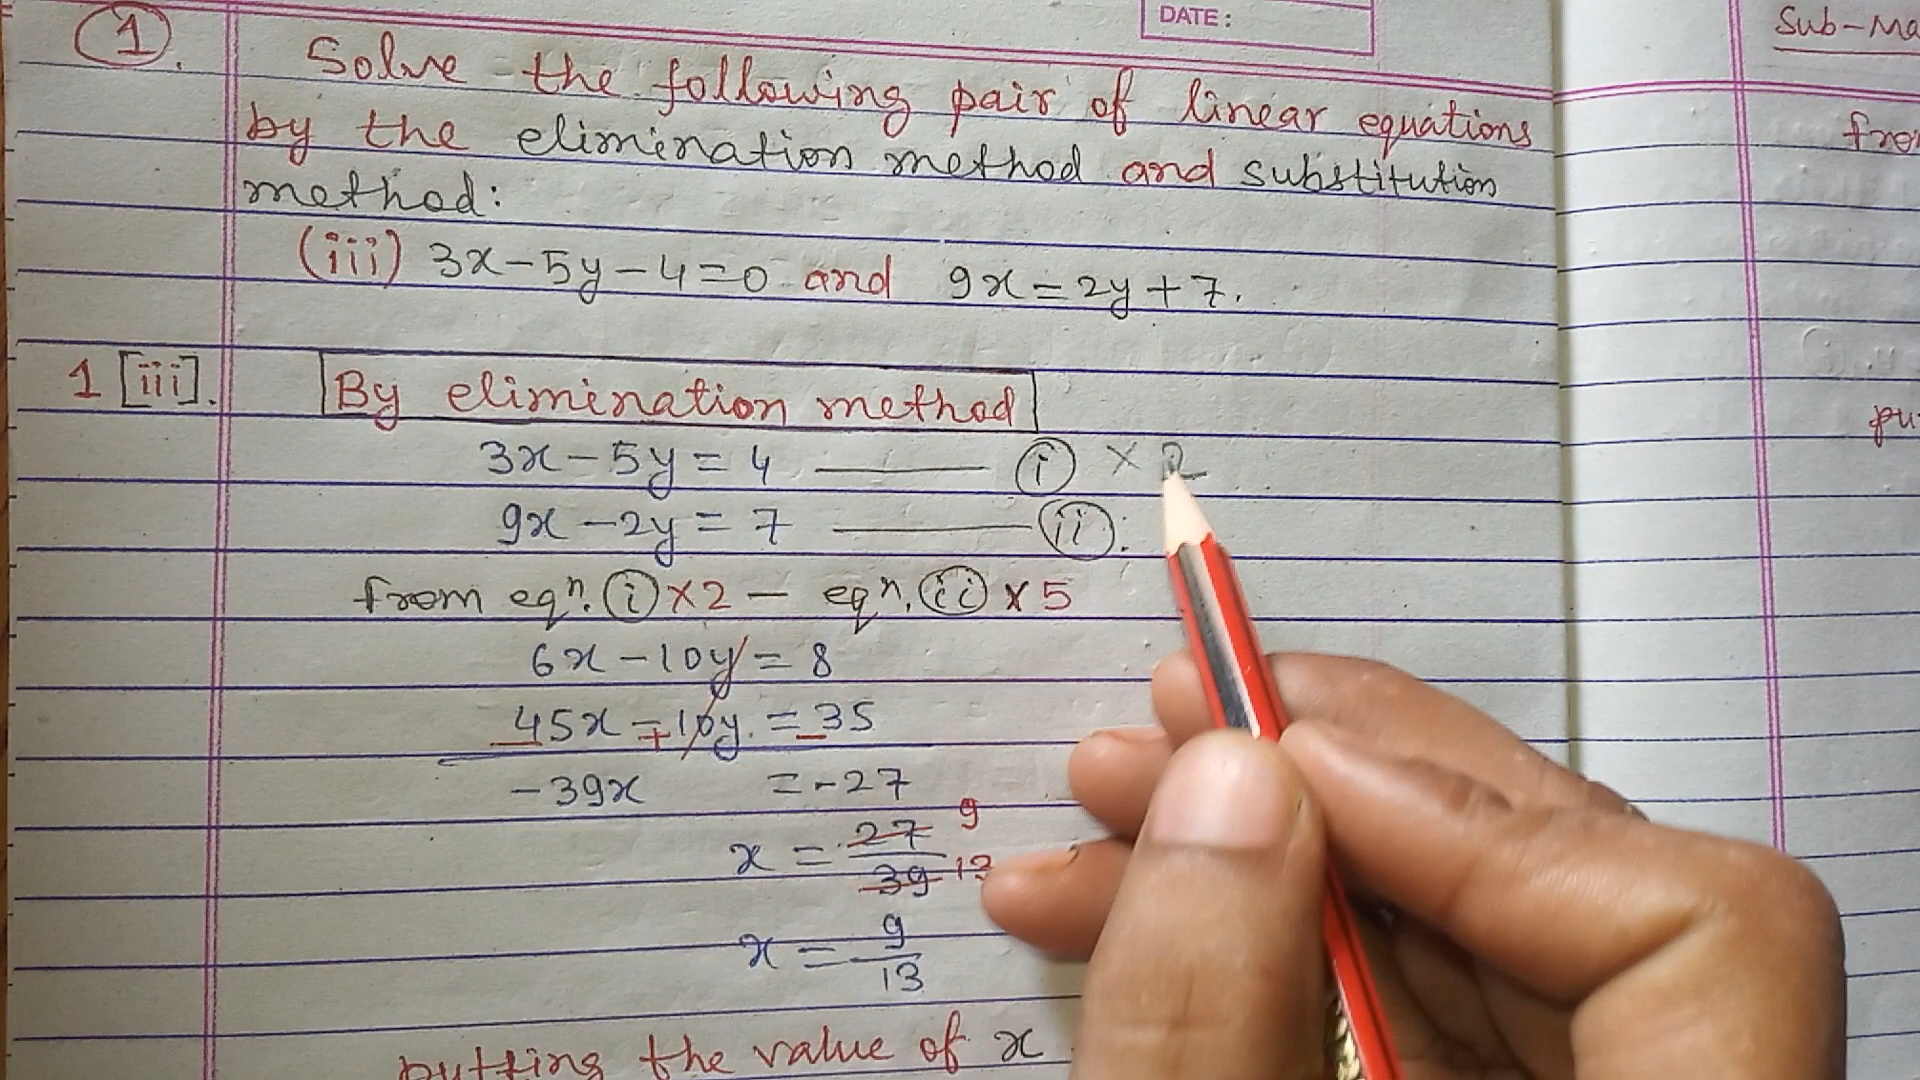 DATE:
1.
Solve the following pair of linear equations
by the elimination method and substitution
method:
(iii) 3x-5y-4=0 and 9x=2y+7.
1 [iii].
By elimination method
3x-5y=4 ——— (i) × 2
9x-2y=7 ——— (ii):
from eqⁿ. (i)×2 — eqⁿ. (ii)×5
6x-10y=8
45x-10y=35
− + −
-39x =-27
x = 27/39 9/13
x = 9/13
putting the value of x
Sub-Ma